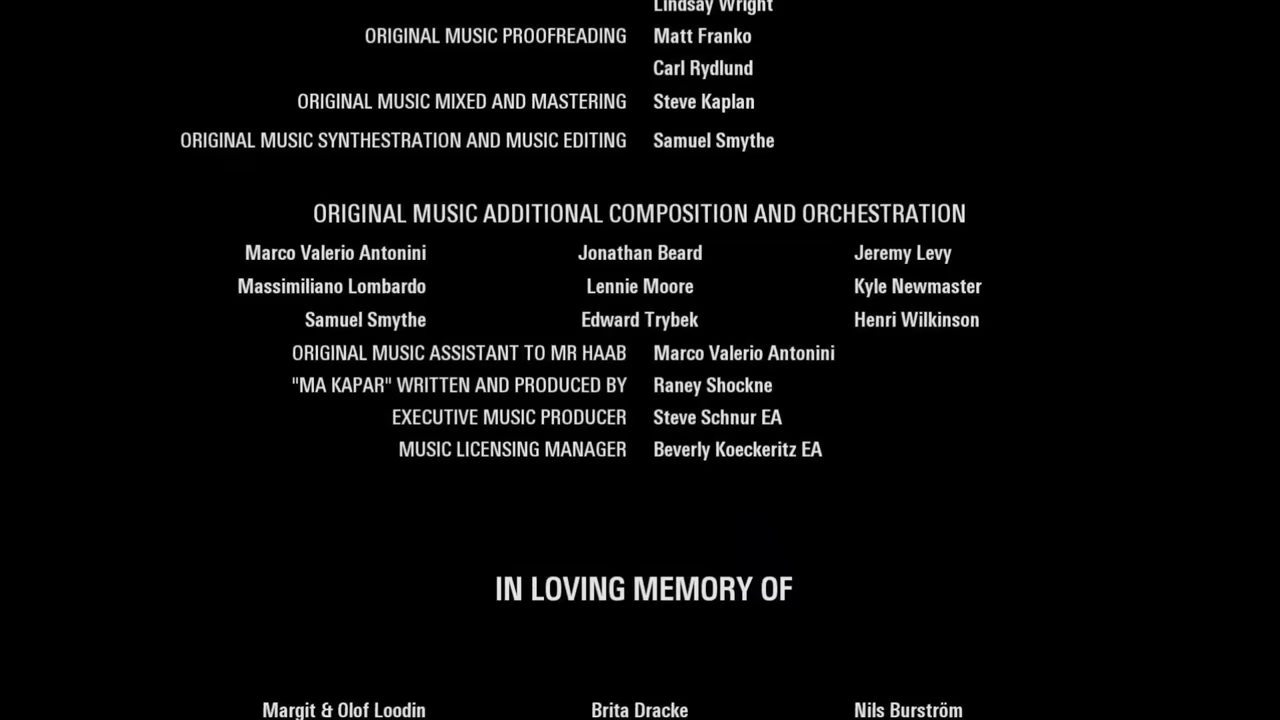 Lindsay Wright
ORIGINAL MUSIC PROOFREADING Matt Franko
Carl Rydlund
ORIGINAL MUSIC MIXED AND MASTERING Steve Kaplan
ORIGINAL MUSIC SYNTHESTRATION AND MUSIC EDITING Samuel Smythe
ORIGINAL MUSIC ADDITIONAL COMPOSITION AND ORCHESTRATION
Marco Valerio Antonini Jonathan Beard Jeremy Levy
Massimiliano Lombardo Lennie Moore Kyle Newmaster
Samuel Smythe Edward Trybek Henri Wilkinson
ORIGINAL MUSIC ASSISTANT TO MR HAAB Marco Valerio Antonini
"MA KAPAR" WRITTEN AND PRODUCED BY Raney Shockne
EXECUTIVE MUSIC PRODUCER Steve Schnur EA
MUSIC LICENSING MANAGER Beverly Koeckeritz EA
IN LOVING MEMORY OF
Margit & Olof Loodin Brita Dracke Nils Burström